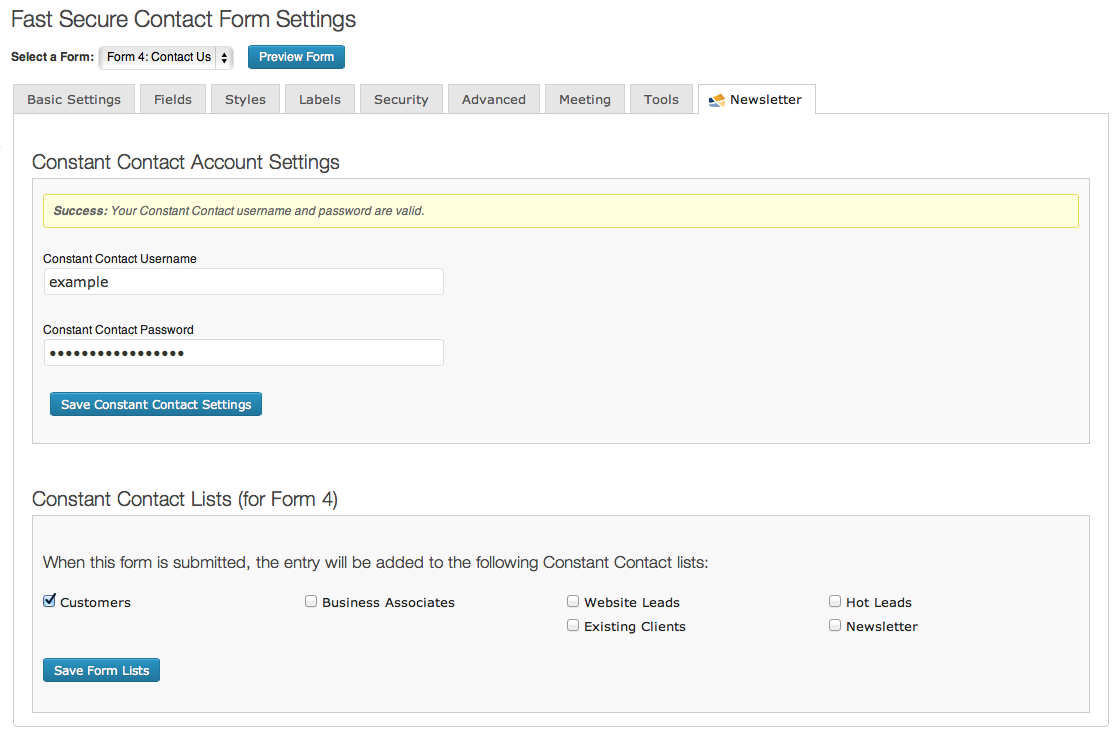 Fast Secure Contact Form Settings
Select a Form: Form 4: Contact Us Preview Form
Basic Settings Fields Styles Labels Security Advanced Meeting Tools Newsletter
Constant Contact Account Settings
Success: Your Constant Contact username and password are valid.
Constant Contact Username
example
Constant Contact Password
•••••••••••••••••
Save Constant Contact Settings
Constant Contact Lists (for Form 4)
When this form is submitted, the entry will be added to the following Constant Contact lists:
Customers Business Associates Website Leads Hot Leads
Existing Clients Newsletter
Save Form Lists